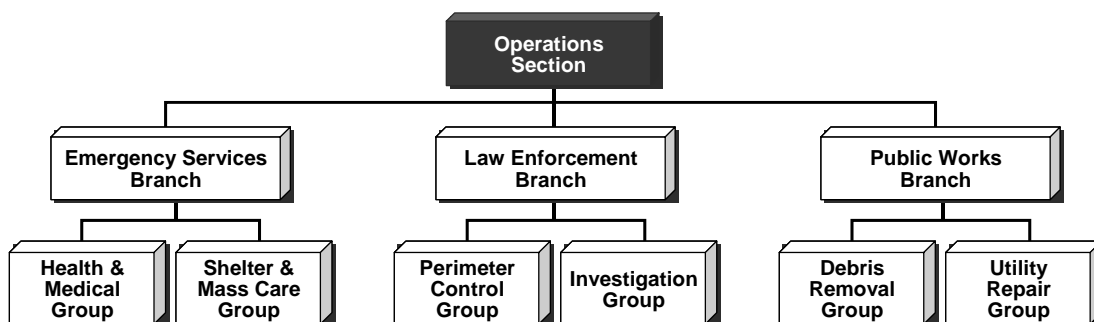 Operations
Section
Emergency Services
Branch
Law Enforcement
Branch
Public Works
Branch
Health &
Medical
Group
Shelter &
Mass Care
Group
Perimeter
Control
Group
Investigation
Group
Debris
Removal
Group
Utility
Repair
Group